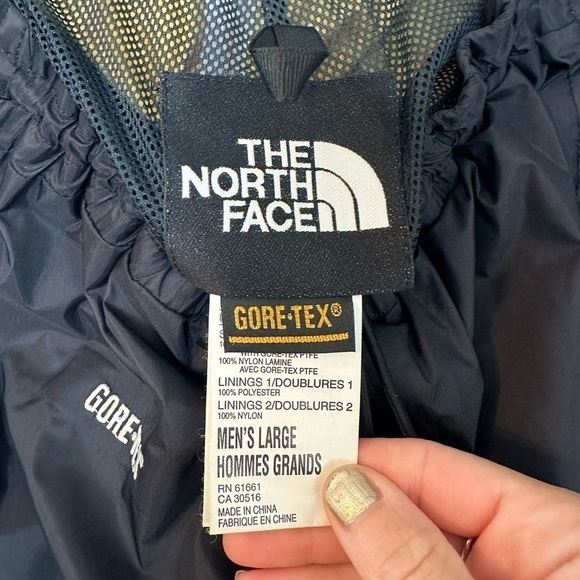 THE
NORTH
FACE
GORE-TEX®
WITH GORE-TEX PTFE
100% NYLON LAMINE
AVEC GORE-TEX PTFE
LININGS 1/DOUBLURES 1
100% POLYESTER
LININGS 2/DOUBLURES 2
100% NYLON
MEN'S LARGE
HOMMES GRANDS
RN 61661
CA 30516
MADE IN CHINA
FABRIQUE EN CHINE